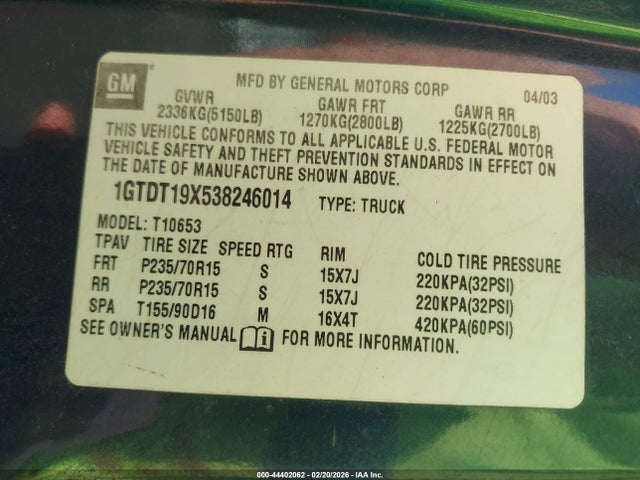 GM
MFD BY GENERAL MOTORS CORP 04/03
GVWR GAWR FRT GAWR RR
2336KG(5150LB) 1270KG(2800LB) 1225KG(2700LB)
THIS VEHICLE CONFORMS TO ALL APPLICABLE U.S. FEDERAL MOTOR
VEHICLE SAFETY AND THEFT PREVENTION STANDARDS IN EFFECT ON
THE DATE OF MANUFACTURE SHOWN ABOVE.
1GTDT19X538246014 TYPE: TRUCK
MODEL: T10653
TPAV TIRE SIZE SPEED RTG RIM COLD TIRE PRESSURE
FRT P235/70R15 S 15X7J 220KPA(32PSI)
RR P235/70R15 S 15X7J 220KPA(32PSI)
SPA T155/90D16 M 16X4T 420KPA(60PSI)
SEE OWNER'S MANUAL FOR MORE INFORMATION.
000-44402062 - 02/20/2026 - IAA Inc.